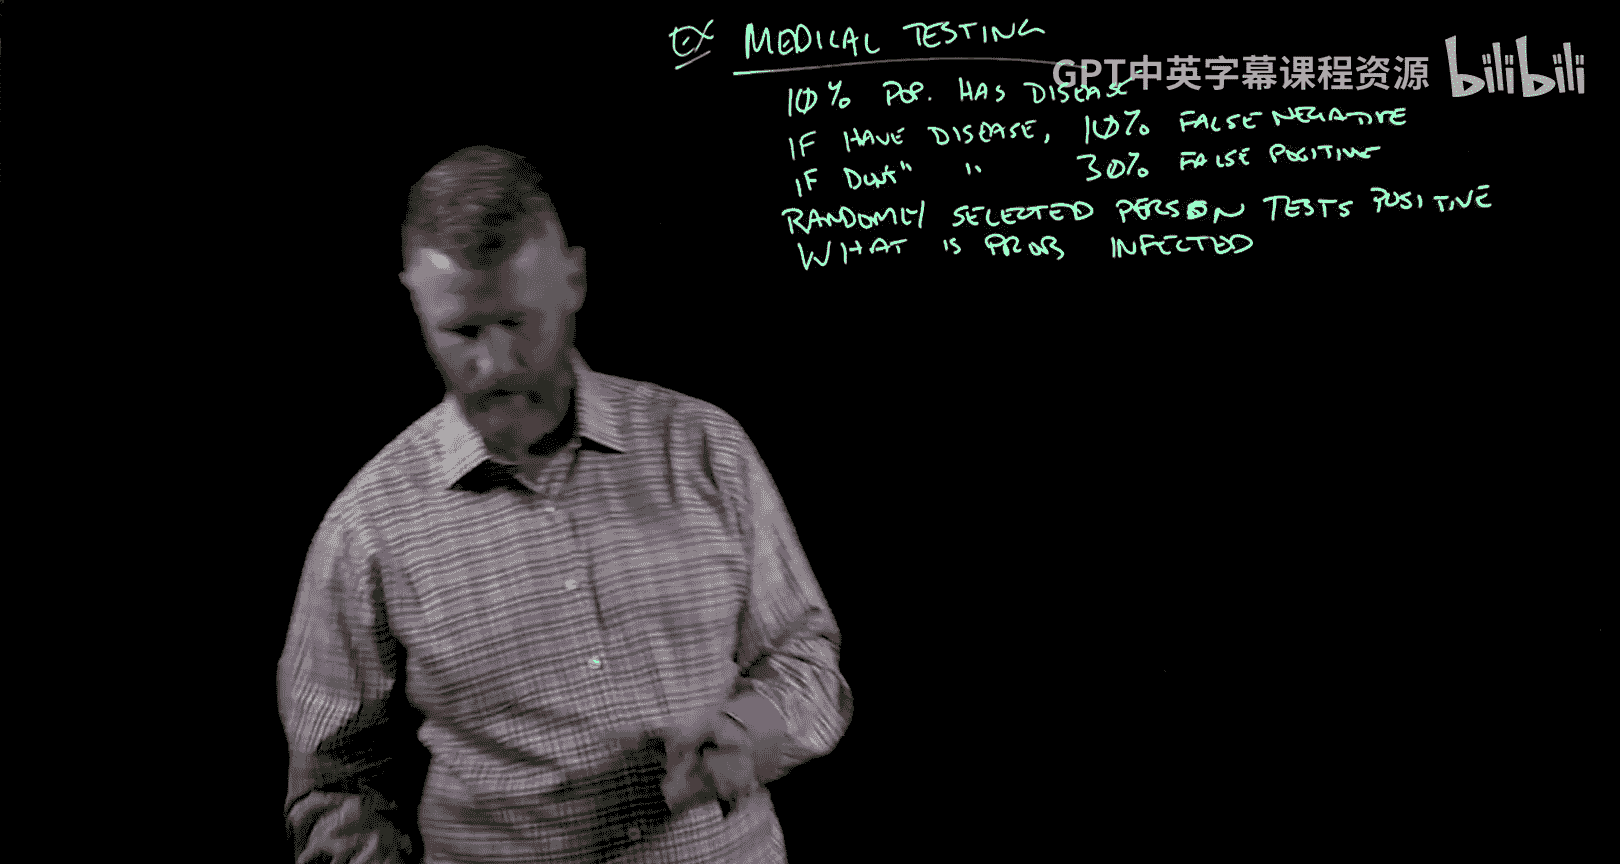 EX MEDICAL TESTING
GPT中英字幕课程资源 bilibili
10% POP. HAS DISEASE
IF HAVE DISEASE, 10% FALSE NEGATIVE
IF DON'T " 30% FALSE POSITIVE
RANDOMLY SELECTED PERSON TESTS POSITIVE
WHAT IS PROB INFECTED